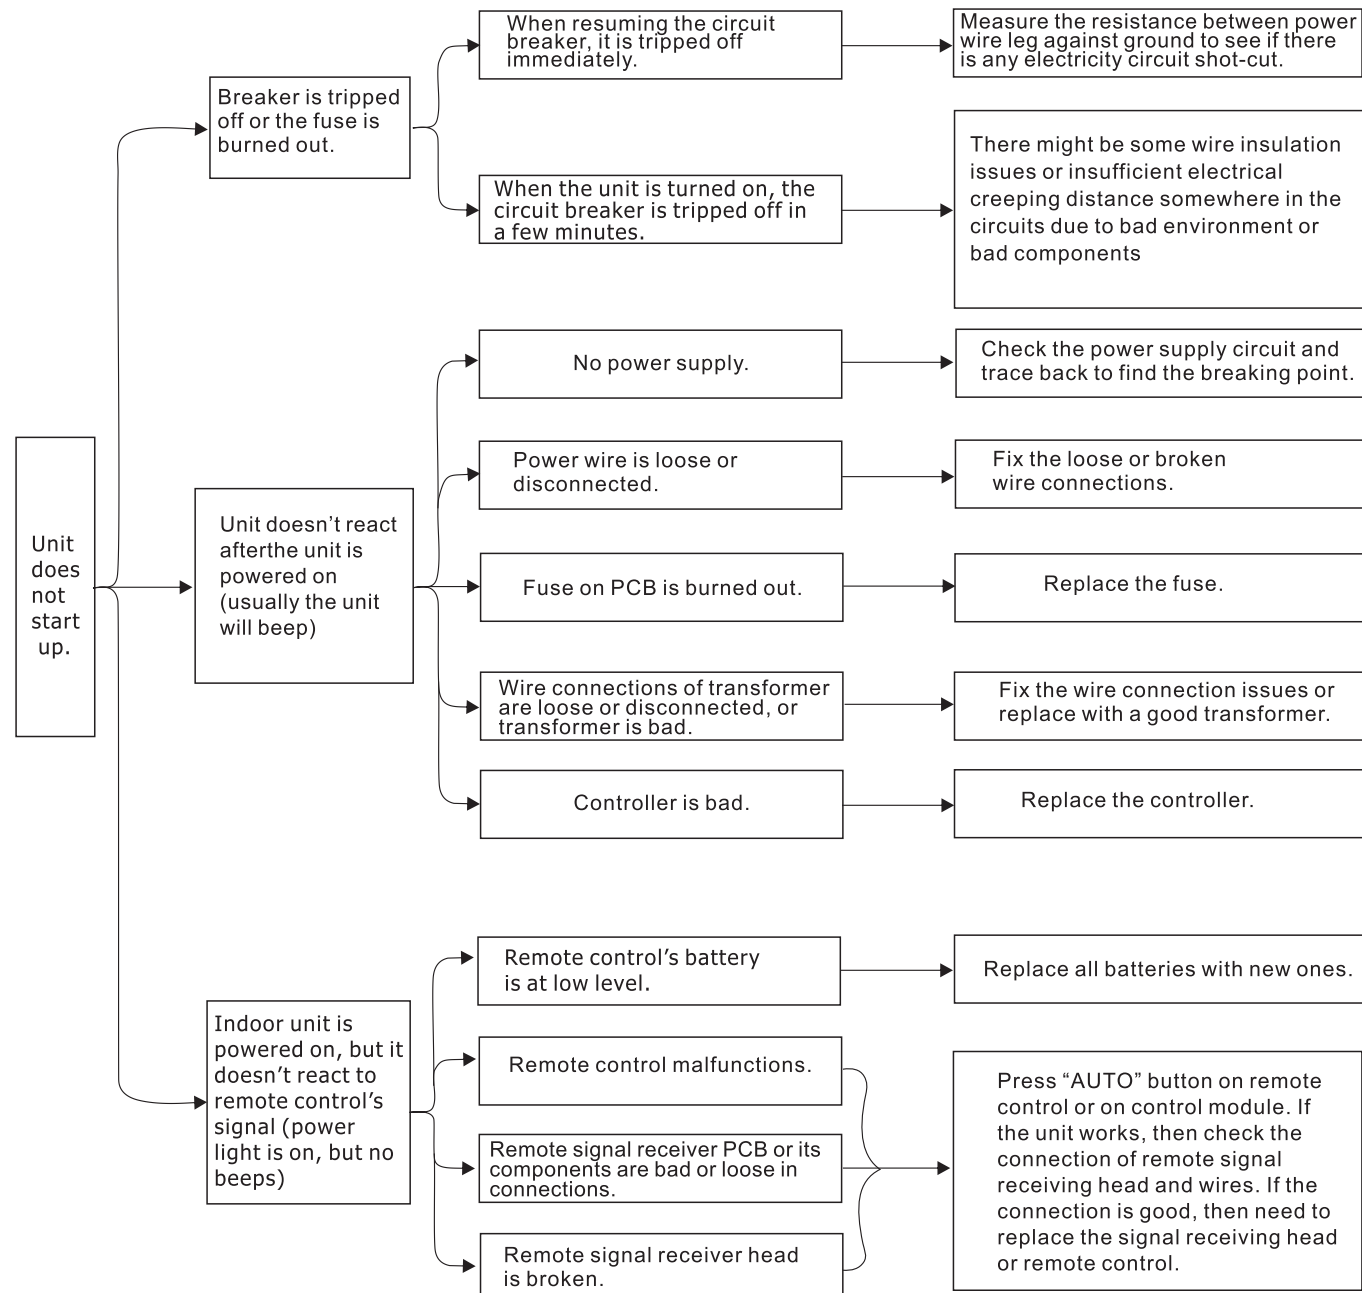 When resuming the circuit
breaker, it is tripped off
immediately.
Measure the resistance between power
wire leg against ground to see if there
is any electricity circuit shot-cut.
Breaker is tripped
off or the fuse is
burned out.
When the unit is turned on, the
circuit breaker is tripped off in
a few minutes.
There might be some wire insulation
issues or insufficient electrical
creeping distance somewhere in the
circuits due to bad environment or
bad components
No power supply.
Check the power supply circuit and
trace back to find the breaking point.
Power wire is loose or
disconnected.
Fix the loose or broken
wire connections.
Unit
does
not
start
up.
Unit doesn’t react
afterthe unit is
powered on
(usually the unit
will beep)
Fuse on PCB is burned out.
Replace the fuse.
Wire connections of transformer
are loose or disconnected, or
transformer is bad.
Fix the wire connection issues or
replace with a good transformer.
Controller is bad.
Replace the controller.
Remote control’s battery
is at low level.
Replace all batteries with new ones.
Indoor unit is
powered on, but it
doesn’t react to
remote control’s
signal (power
light is on, but no
beeps)
Remote control malfunctions.
Remote signal receiver PCB or its
components are bad or loose in
connections.
Remote signal receiver head
is broken.
Press “AUTO” button on remote
control or on control module. If
the unit works, then check the
connection of remote signal
receiving head and wires. If the
connection is good, then need to
replace the signal receiving head
or remote control.